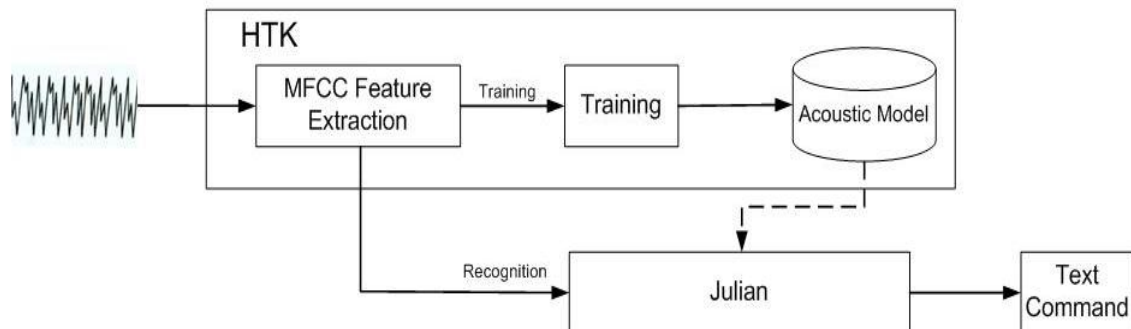 HTK
MFCC Feature
Extraction
Training
Training
Acoustic Model
Recognition
Julian
Text
Command